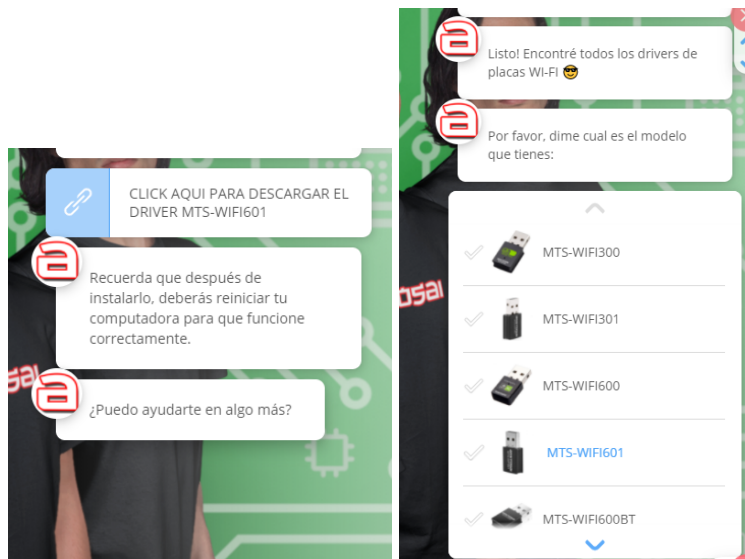 CLICK AQUI PARA DESCARGAR EL
DRIVER MTS-WIFI601
Recuerda que después de
instalarlo, deberás reiniciar tu
computadora para que funcione
correctamente.
¿Puedo ayudarte en algo más?
Listo! Encontré todos los drivers de
placas WI-FI 😎
Por favor, dime cual es el modelo
que tienes:
MTS-WIFI300
MTS-WIFI301
MTS-WIFI600
MTS-WIFI601
MTS-WIFI600BT